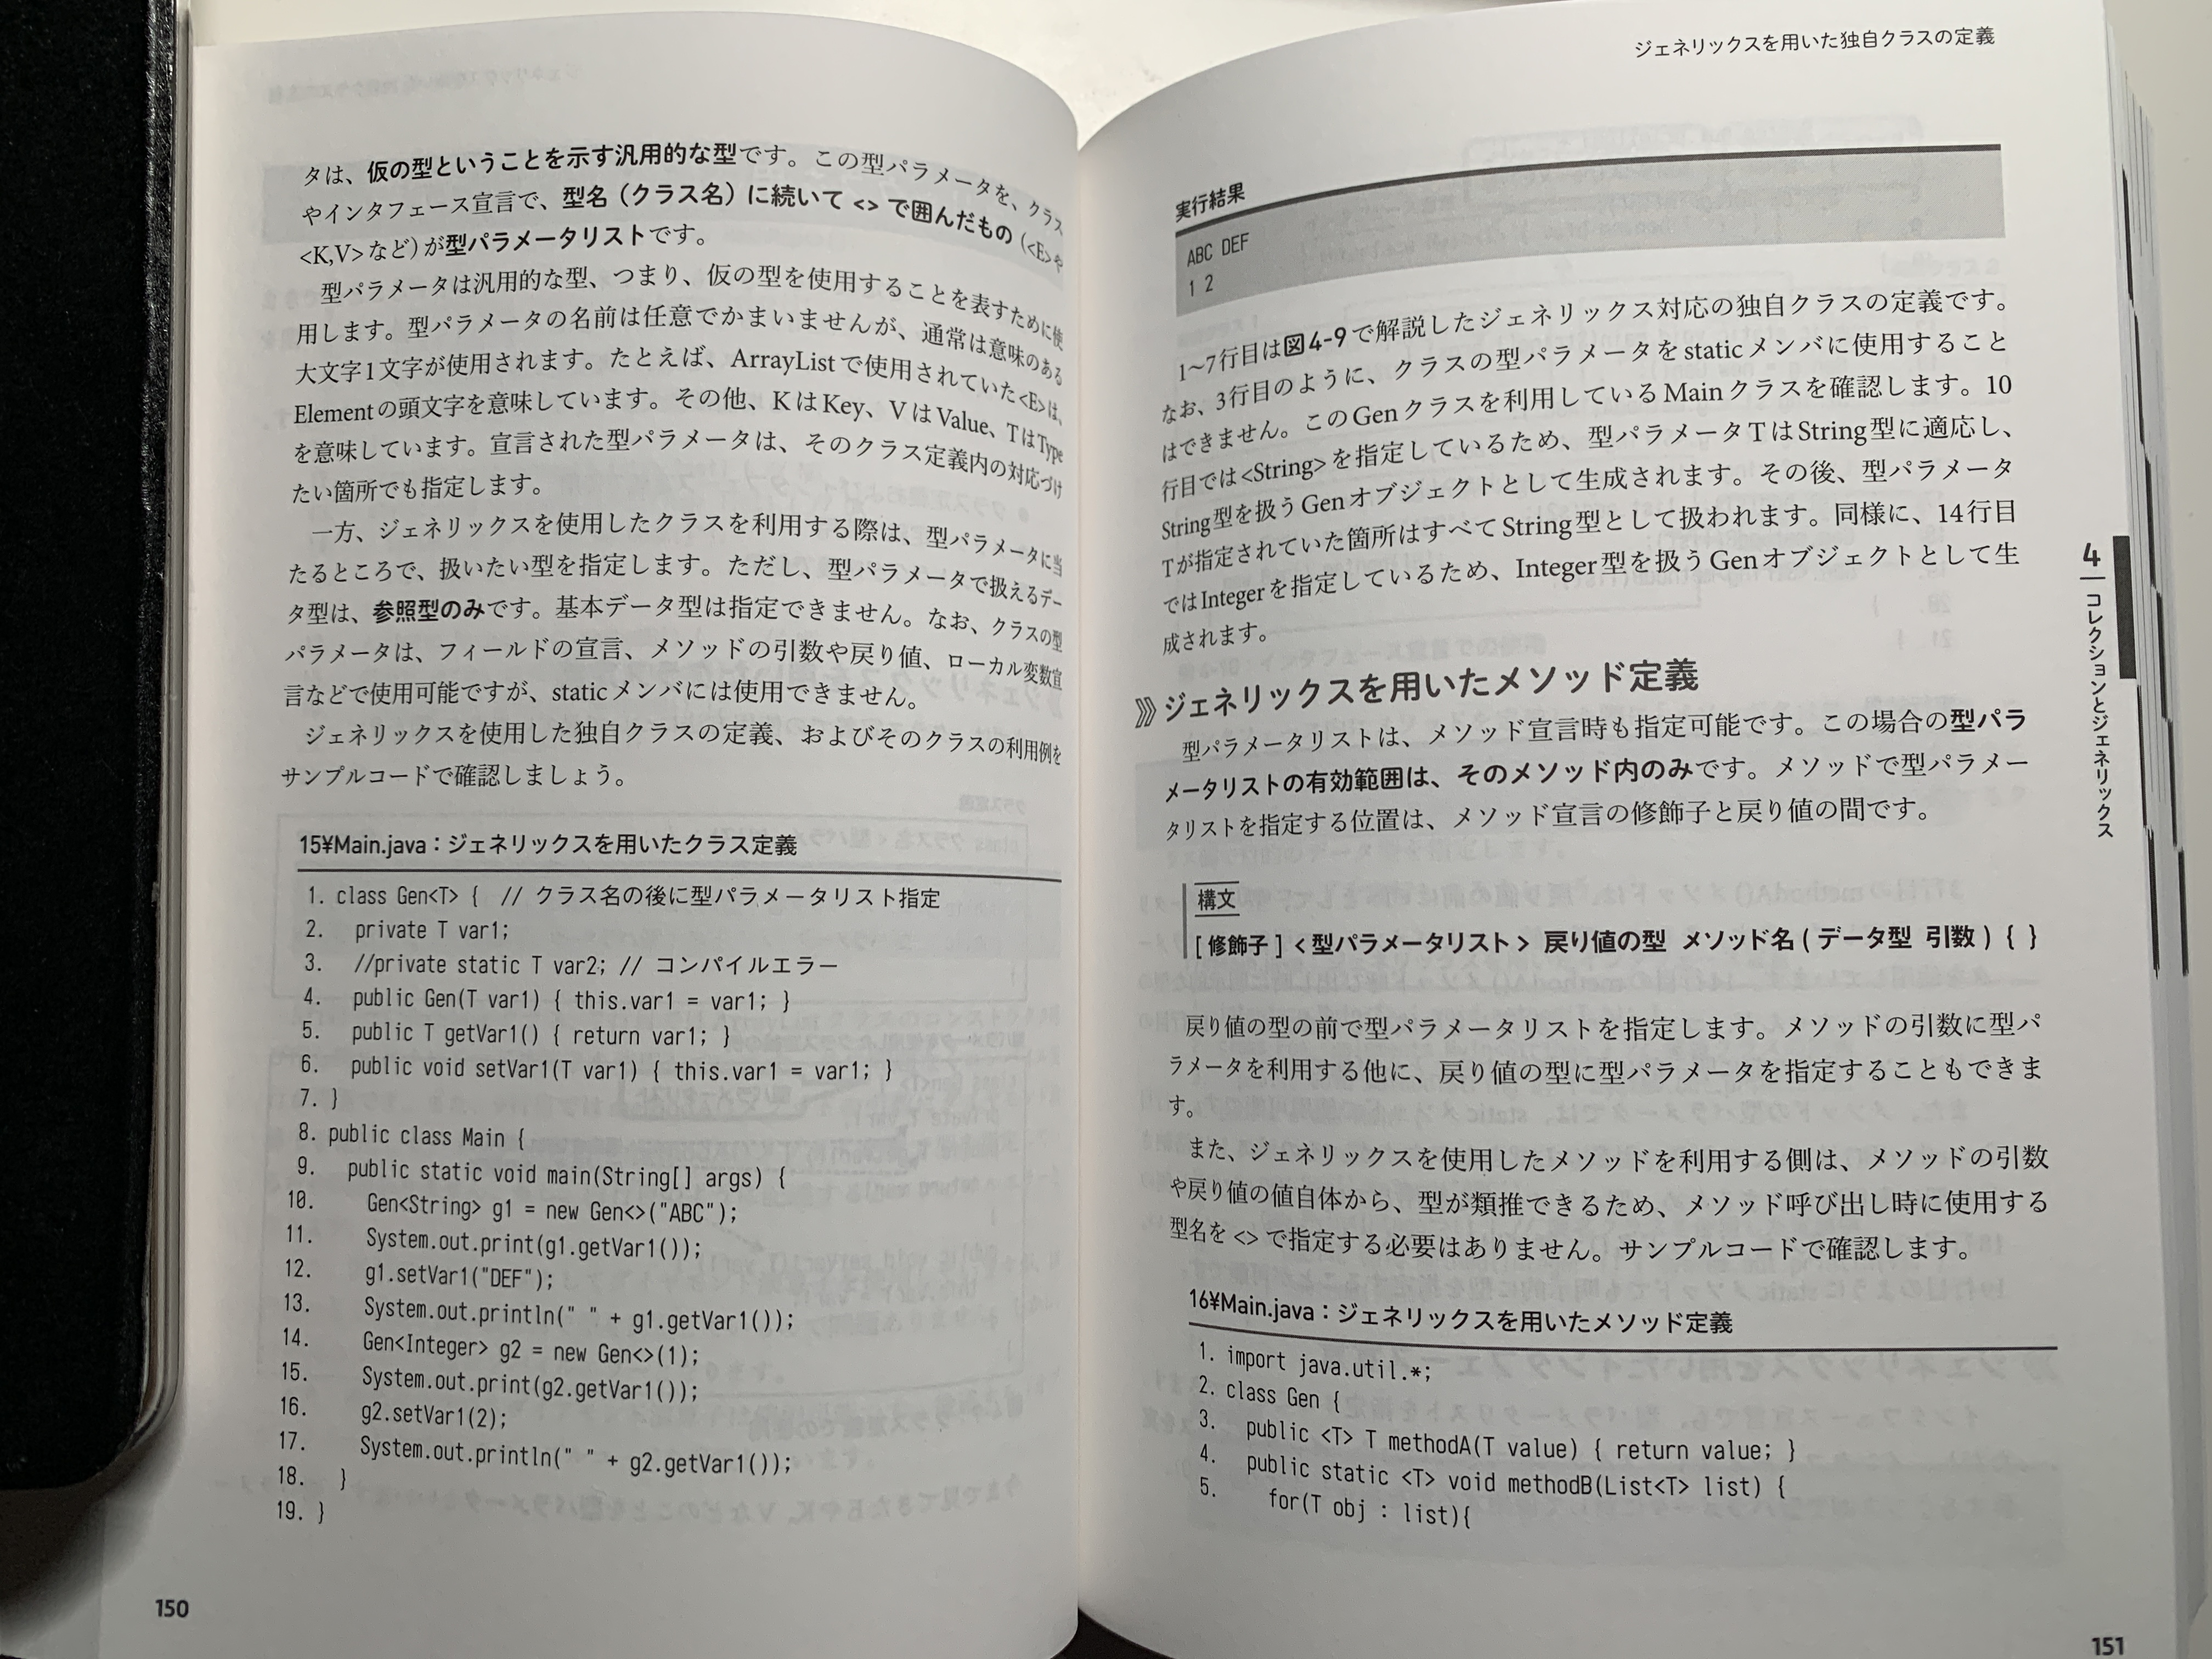 タは、仮の型ということを示す汎用的な型です。この型パラメータを、クラス
やインタフェース宣言で、型名（クラス名）に続いて <> で囲んだもの（<E>や
<K,V>など）が型パラメータリストです。
型パラメータは汎用的な型、つまり、仮の型を使用することを表すために使
用します。型パラメータの名前は任意でかまいませんが、通常は意味のある
大文字1文字が使用されます。たとえば、ArrayListで使用されていた<E>は、
Elementの頭文字を意味しています。その他、KはKey、VはValue、TはType
を意味しています。宣言された型パラメータは、そのクラス定義内の対応づけ
たい箇所でも指定します。
一方、ジェネリックスを使用したクラスを利用する際は、型パラメータに当
たるところで、扱いたい型を指定します。ただし、型パラメータで扱えるデー
タ型は、参照型のみです。基本データ型は指定できません。なお、クラスの型
パラメータは、フィールドの宣言、メソッドの引数や戻り値、ローカル変数宣
言などで使用可能ですが、staticメンバには使用できません。
ジェネリックスを使用した独自クラスの定義、およびそのクラスの利用例を
サンプルコードで確認しましょう。
15¥Main.java：ジェネリックスを用いたクラス定義
1. class Gen<T> {  // クラス名の後に型パラメータリスト指定
2.   private T var1;
3.   //private static T var2; // コンパイルエラー
4.   public Gen(T var1) { this.var1 = var1; }
5.   public T getVar1() { return var1; }
6.   public void setVar1(T var1) { this.var1 = var1; }
7. }
8. public class Main {
9.   public static void main(String[] args) {
10.     Gen<String> g1 = new Gen<>("ABC");
11.     System.out.print(g1.getVar1());
12.     g1.setVar1("DEF");
13.     System.out.println(" " + g1.getVar1());
14.     Gen<Integer> g2 = new Gen<>(1);
15.     System.out.print(g2.getVar1());
16.     g2.setVar1(2);
17.     System.out.println(" " + g2.getVar1());
18.   }
19. }
150
ジェネリックスを用いた独自クラスの定義
実行結果
ABC DEF
1 2
1〜7行目は図4-9で解説したジェネリックス対応の独自クラスの定義です。
なお、3行目のように、クラスの型パラメータをstaticメンバに使用すること
はできません。このGenクラスを利用しているMainクラスを確認します。10
行目では<String>を指定しているため、型パラメータTはString型に適応し、
String型を扱うGenオブジェクトとして生成されます。その後、型パラメータ
Tが指定されていた箇所はすべてString型として扱われます。同様に、14行目
ではIntegerを指定しているため、Integer型を扱うGenオブジェクトとして生
成されます。
ジェネリックスを用いたメソッド定義
型パラメータリストは、メソッド宣言時も指定可能です。この場合の型パラ
メータリストの有効範囲は、そのメソッド内のみです。メソッドで型パラメー
タリストを指定する位置は、メソッド宣言の修飾子と戻り値の間です。
構文
[ 修飾子 ] < 型パラメータリスト > 戻り値の型 メソッド名 ( データ型 引数 ) { }
戻り値の型の前で型パラメータリストを指定します。メソッドの引数に型パ
ラメータを利用する他に、戻り値の型に型パラメータを指定することもできま
す。
また、ジェネリックスを使用したメソッドを利用する側は、メソッドの引数
や戻り値の値自体から、型が類推できるため、メソッド呼び出し時に使用する
型名を <> で指定する必要はありません。サンプルコードで確認します。
16¥Main.java：ジェネリックスを用いたメソッド定義
1. import java.util.*;
2. class Gen {
3.   public <T> T methodA(T value) { return value; }
4.   public static <T> void methodB(List<T> list) {
5.     for(T obj : list){
4
コレクションとジェネリックス
151